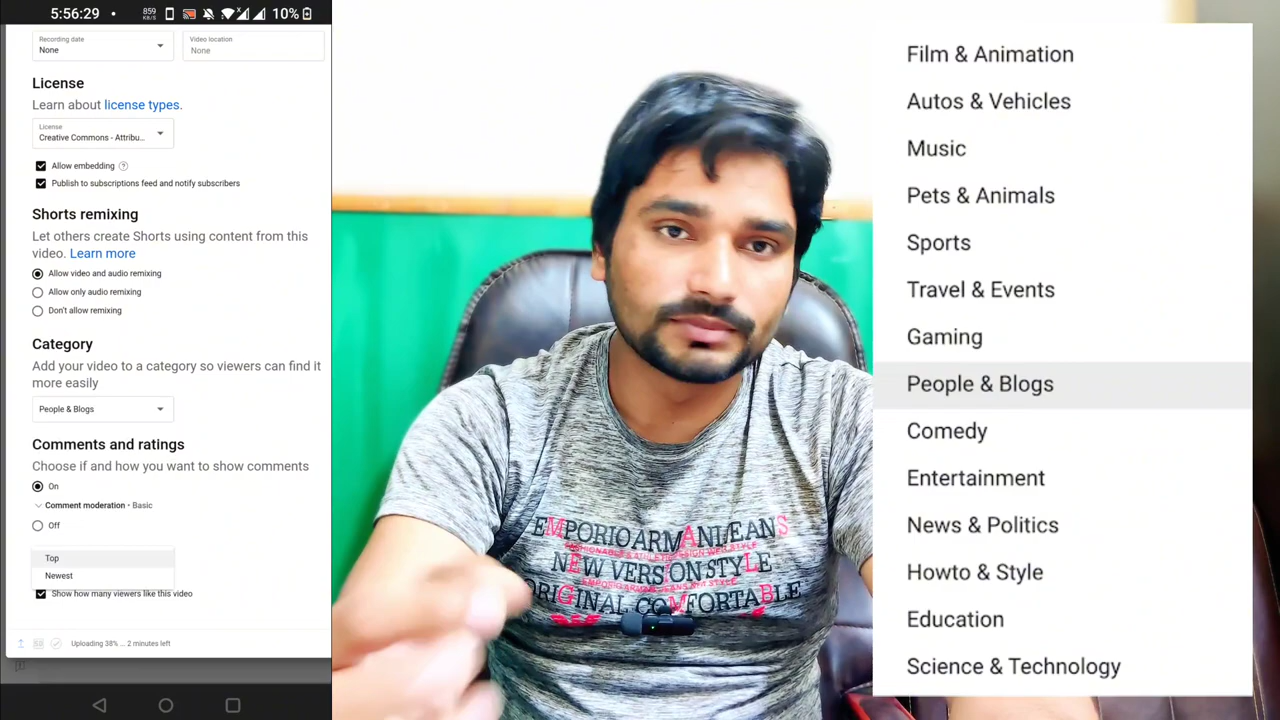 5:56:29
859
KB/S
10%
Recording date
None
Video location
None
License
Learn about license types.
License
Creative Commons - Attribu...
Allow embedding ?
Publish to subscriptions feed and notify subscribers
Shorts remixing
Let others create Shorts using content from this
video. Learn more
Allow video and audio remixing
Allow only audio remixing
Don't allow remixing
Category
Add your video to a category so viewers can find it
more easily
People & Blogs
Comments and ratings
Choose if and how you want to show comments
On
Comment moderation • Basic
Off
Top
Newest
Show how many viewers like this video
Uploading 38% ... 2 minutes left
EMPORIO ARMANI JEANS
NEW VERSION STYLE
ORIGINAL COMFORTABLE
Film & Animation
Autos & Vehicles
Music
Pets & Animals
Sports
Travel & Events
Gaming
People & Blogs
Comedy
Entertainment
News & Politics
Howto & Style
Education
Science & Technology